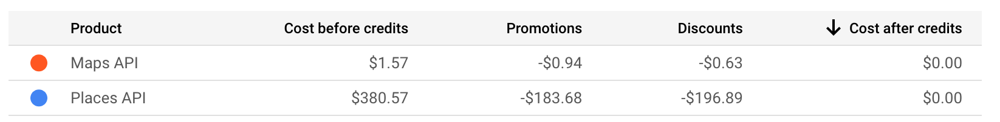 Product Cost before credits Promotions Discounts Cost after credits
Maps API $1.57 -$0.94 -$0.63 $0.00
Places API $380.57 -$183.68 -$196.89 $0.00